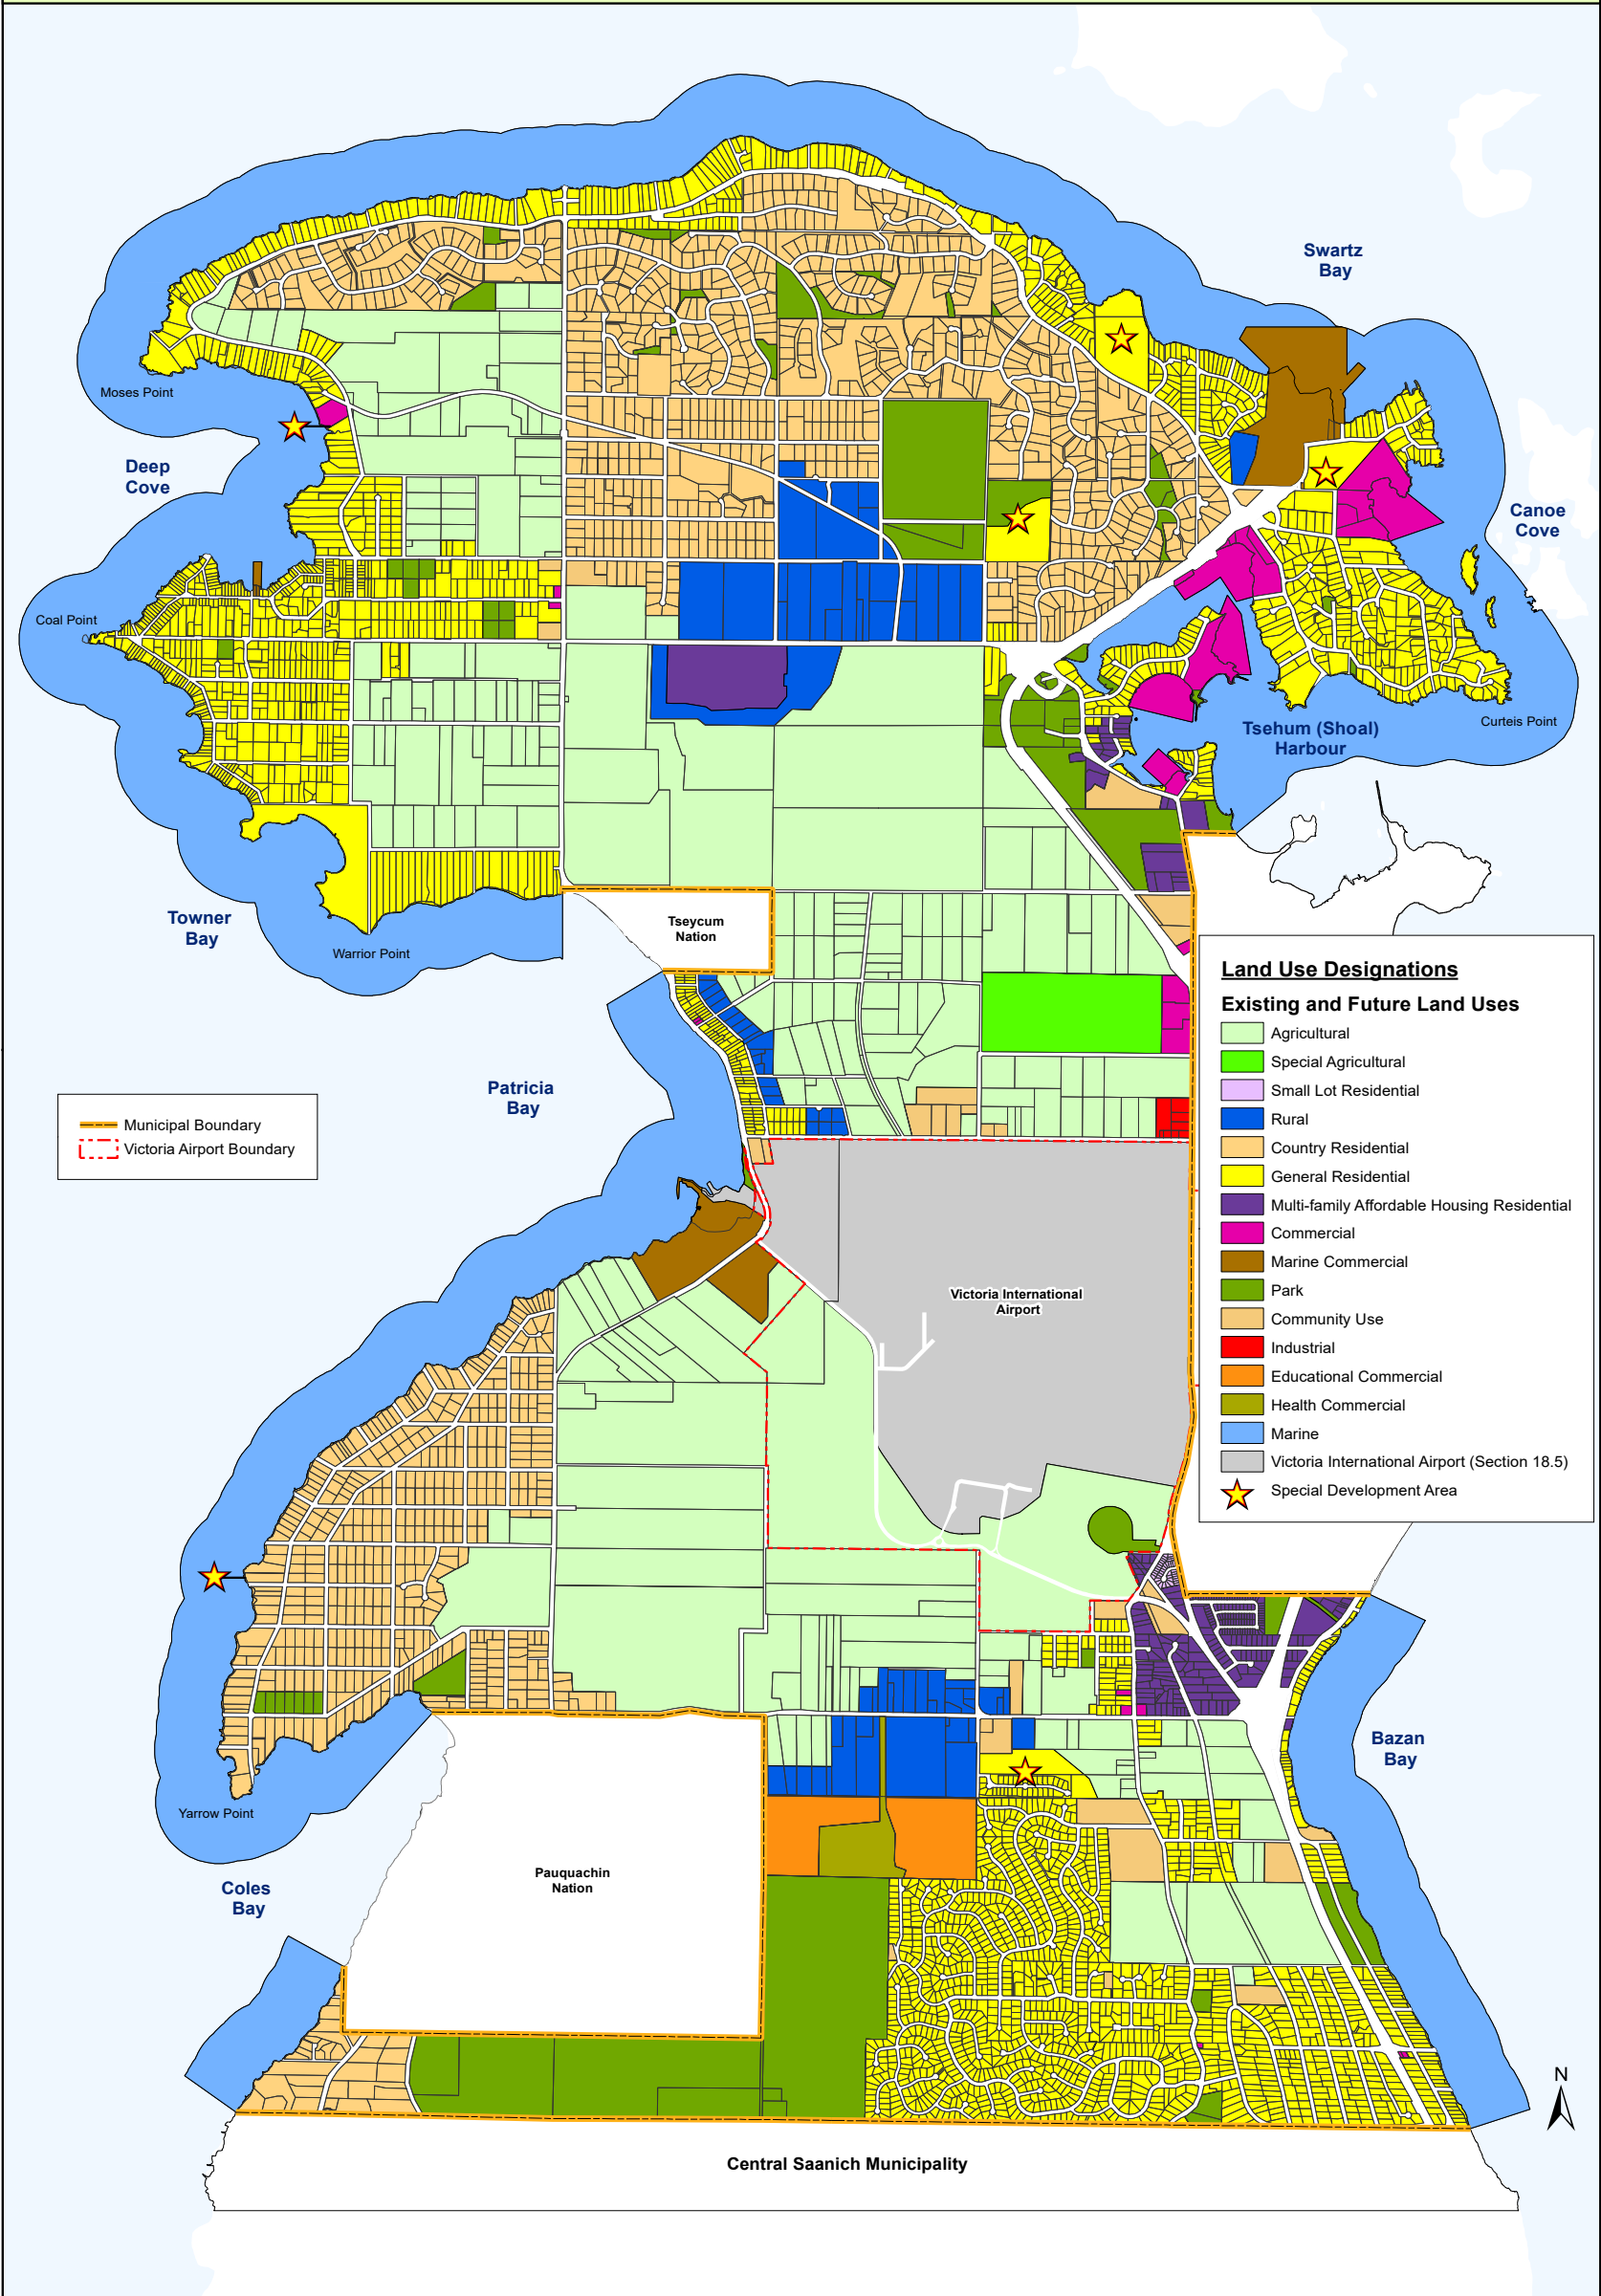 Swartz
Bay
Moses Point
Deep
Cove
Canoe
Cove
Coal Point
Curteis Point
Tsehum (Shoal)
Harbour
Towner
Bay
Tseycum
Nation
Warrior Point
Land Use Designations
Existing and Future Land Uses
Agricultural
Special Agricultural
Small Lot Residential
Rural
Country Residential
General Residential
Multi-family Affordable Housing Residential
Commercial
Marine Commercial
Park
Community Use
Industrial
Educational Commercial
Health Commercial
Marine
Victoria International Airport (Section 18.5)
Special Development Area
Patricia
Bay
Municipal Boundary
Victoria Airport Boundary
Victoria International
Airport
Bazan
Bay
Yarrow Point
Pauquachin
Nation
Coles
Bay
N
Central Saanich Municipality